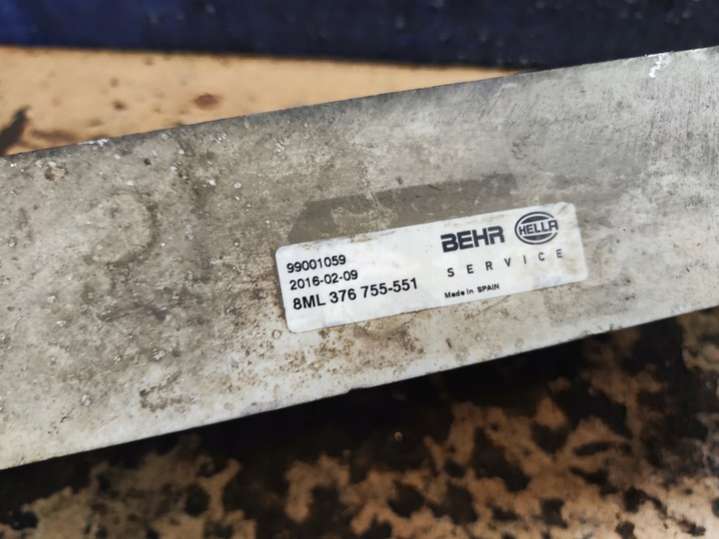 99001059
2016-02-09
8ML 376 755-551
BEHR HELLA
SERVICE
Made in SPAIN